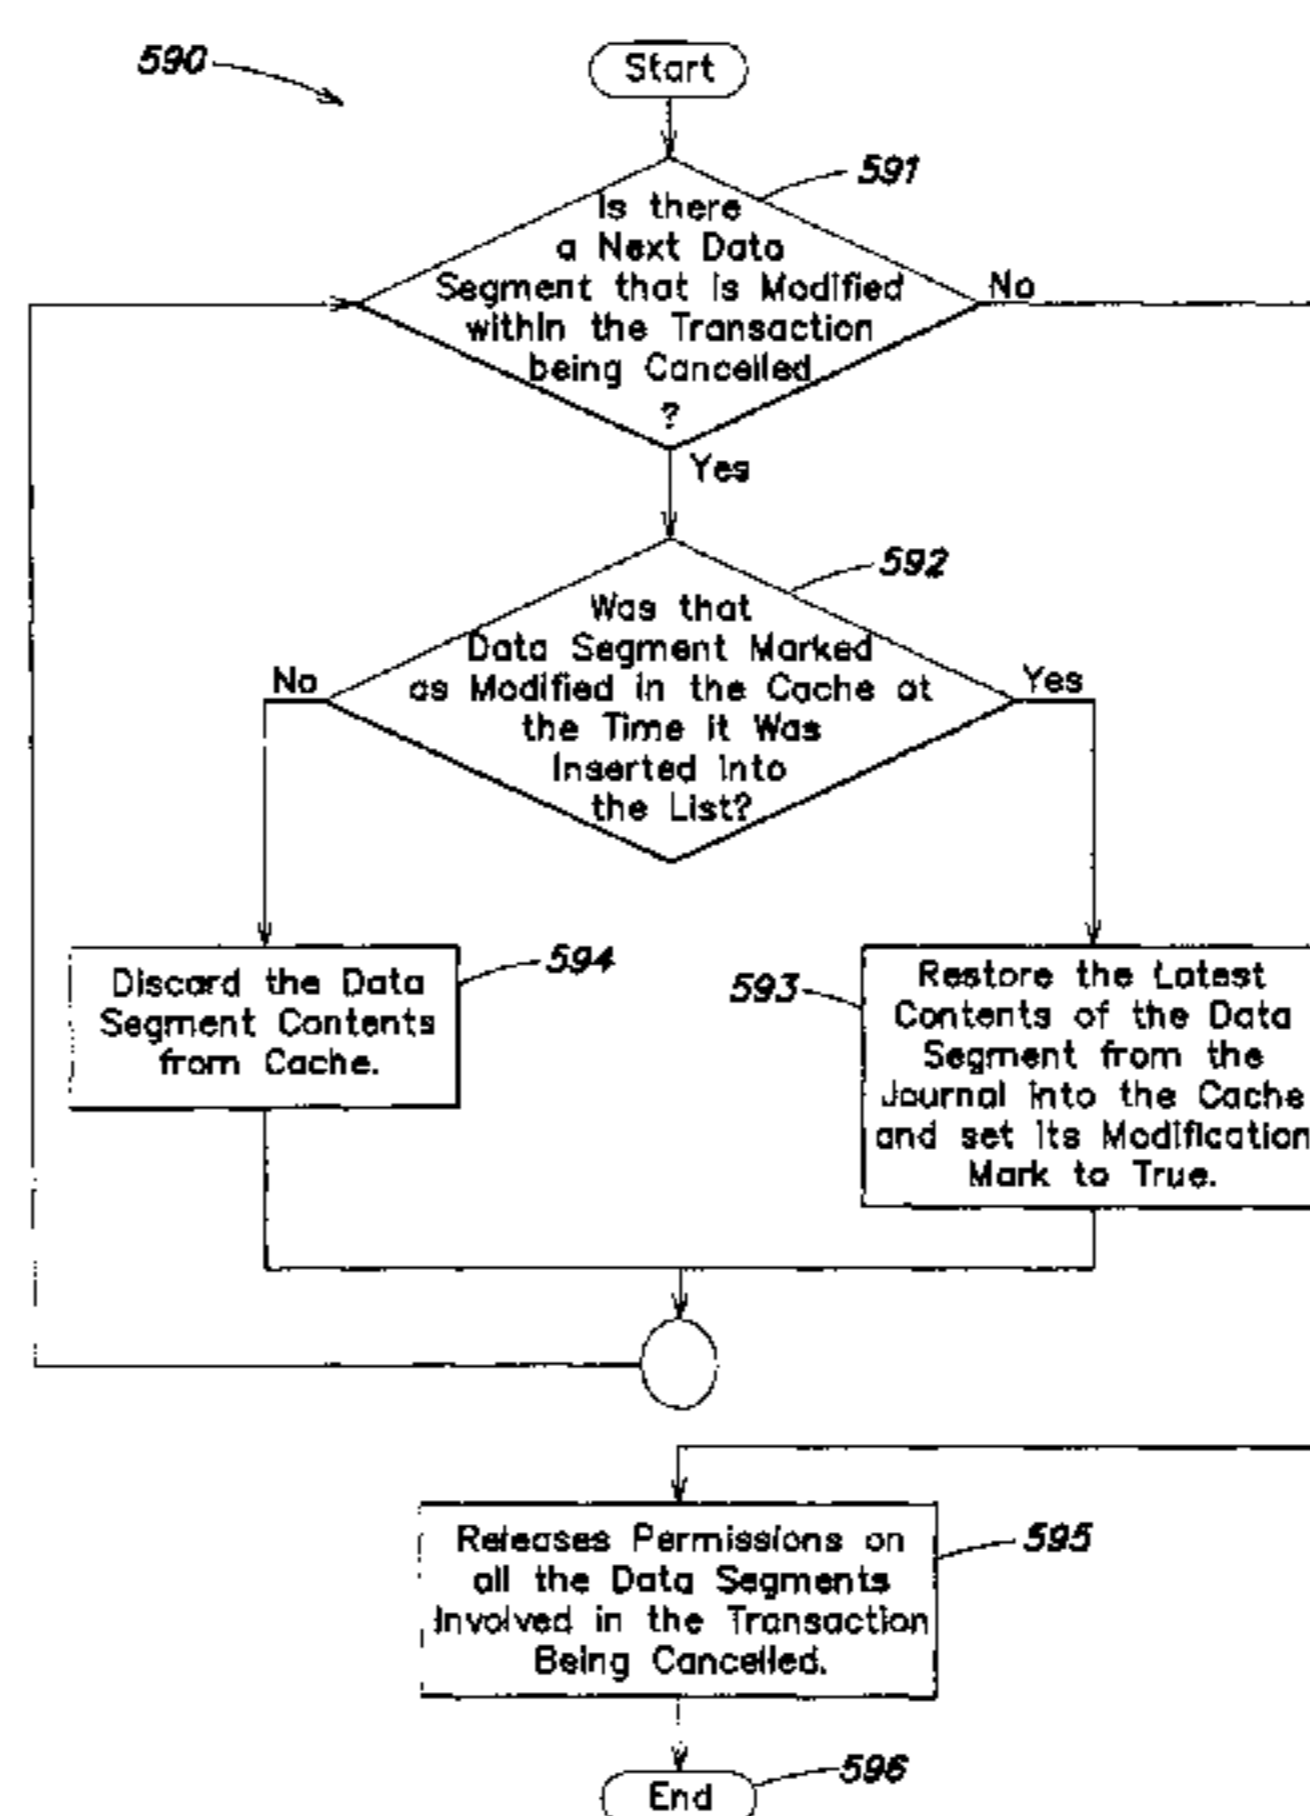 590
Start
591
Is there
a Next Data
Segment that is Modified
within the Transaction
being Cancelled
?
No
Yes
592
Was that
Data Segment Marked
as Modified in the Cache at
the Time it Was
Inserted into
the List?
No
Yes
Discard the Data
Segment Contents
from Cache.
594
593
Restore the Latest
Contents of the Data
Segment from the
Journal into the Cache
and set its Modification
Mark to True.
Releases Permissions on
all the Data Segments
Involved in the Transaction
Being Cancelled.
595
End
596